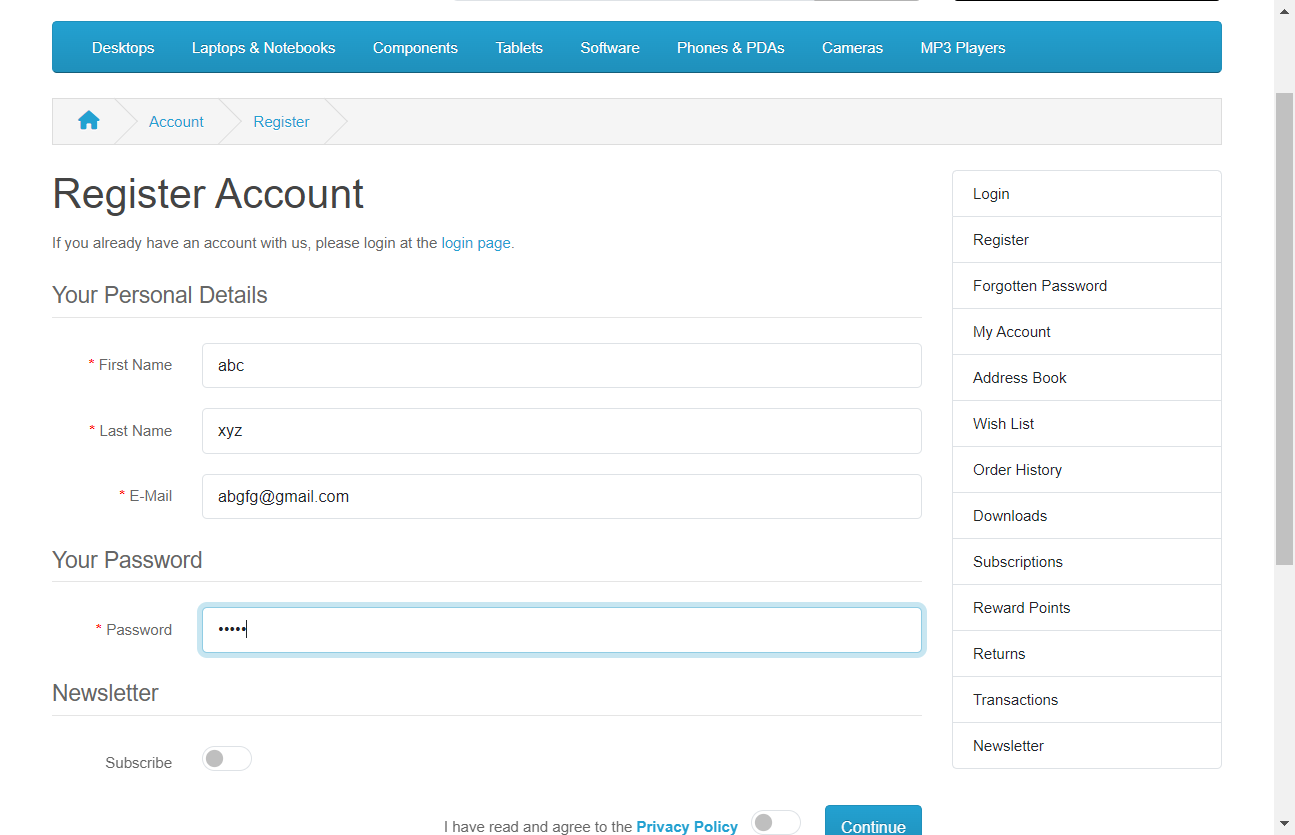 Desktops Laptops & Notebooks Components Tablets Software Phones & PDAs Cameras MP3 Players
Account Register
Register Account
If you already have an account with us, please login at the login page.
Your Personal Details
* First Name abc
* Last Name xyz
* E-Mail abgfg@gmail.com
Your Password
* Password •••••
Newsletter
Subscribe
I have read and agree to the Privacy Policy Continue
Login
Register
Forgotten Password
My Account
Address Book
Wish List
Order History
Downloads
Subscriptions
Reward Points
Returns
Transactions
Newsletter